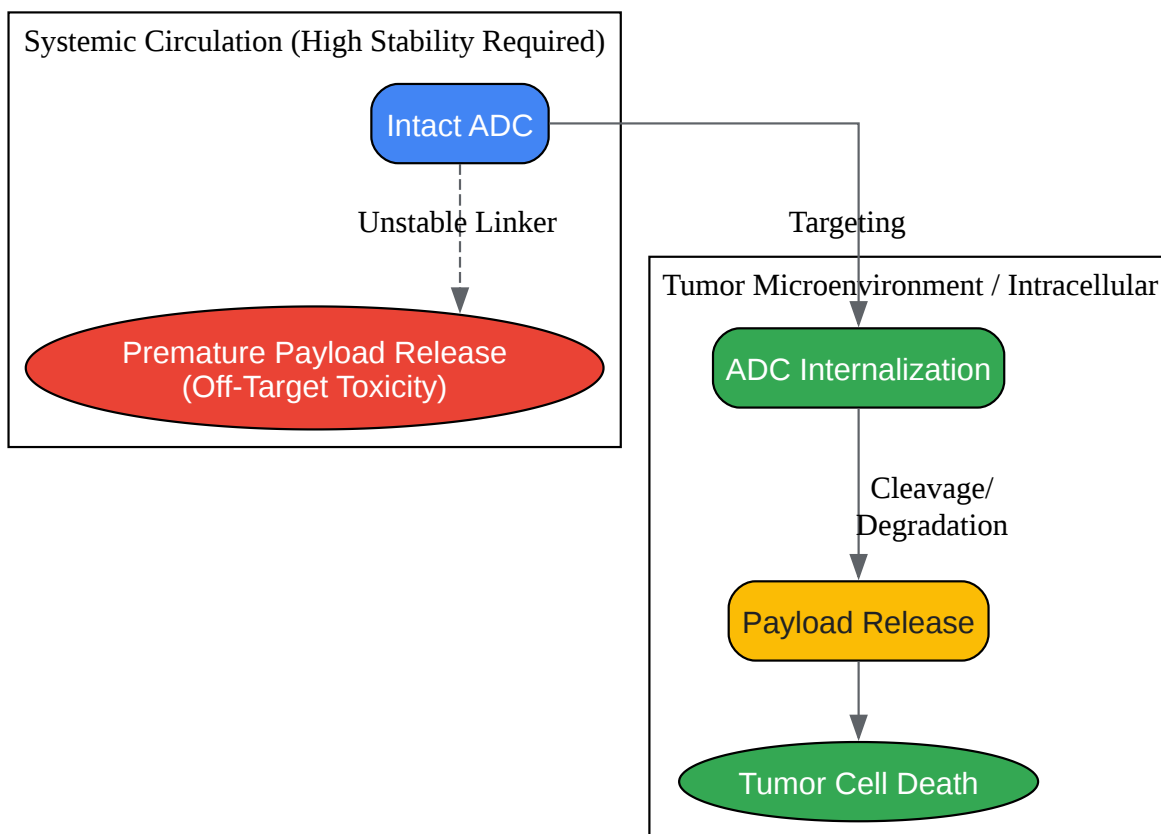 Systemic Circulation (High Stability Required)
Intact ADC
Unstable Linker
Premature Payload Release
(Off-Target Toxicity)
Targeting
Tumor Microenvironment / Intracellular
ADC Internalization
Cleavage/
Degradation
Payload Release
Tumor Cell Death